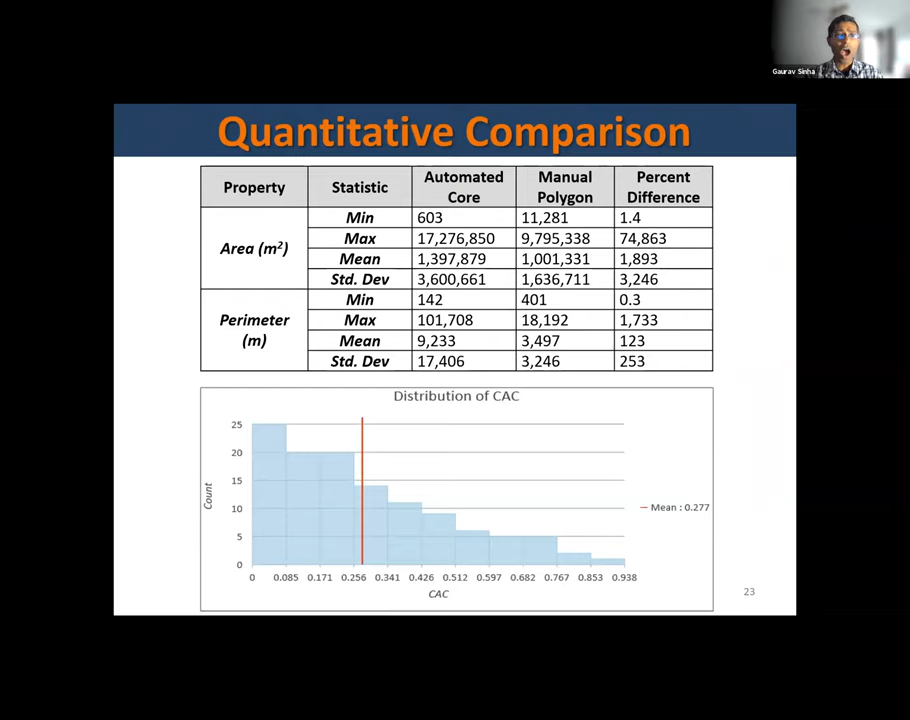 Gaurav Sinha
Quantitative Comparison
Property Statistic Automated Core Manual Polygon Percent Difference
Area (m²)
Min 603 11,281 1.4
Max 17,276,850 9,795,338 74,863
Mean 1,397,879 1,001,331 1,893
Std. Dev 3,600,661 1,636,711 3,246
Perimeter (m)
Min 142 401 0.3
Max 101,708 18,192 1,733
Mean 9,233 3,497 123
Std. Dev 17,406 3,246 253
Distribution of CAC
25
20
15
10
5
0
Count
Mean : 0.277
0 0.085 0.171 0.256 0.341 0.426 0.512 0.597 0.682 0.767 0.853 0.938
CAC
23